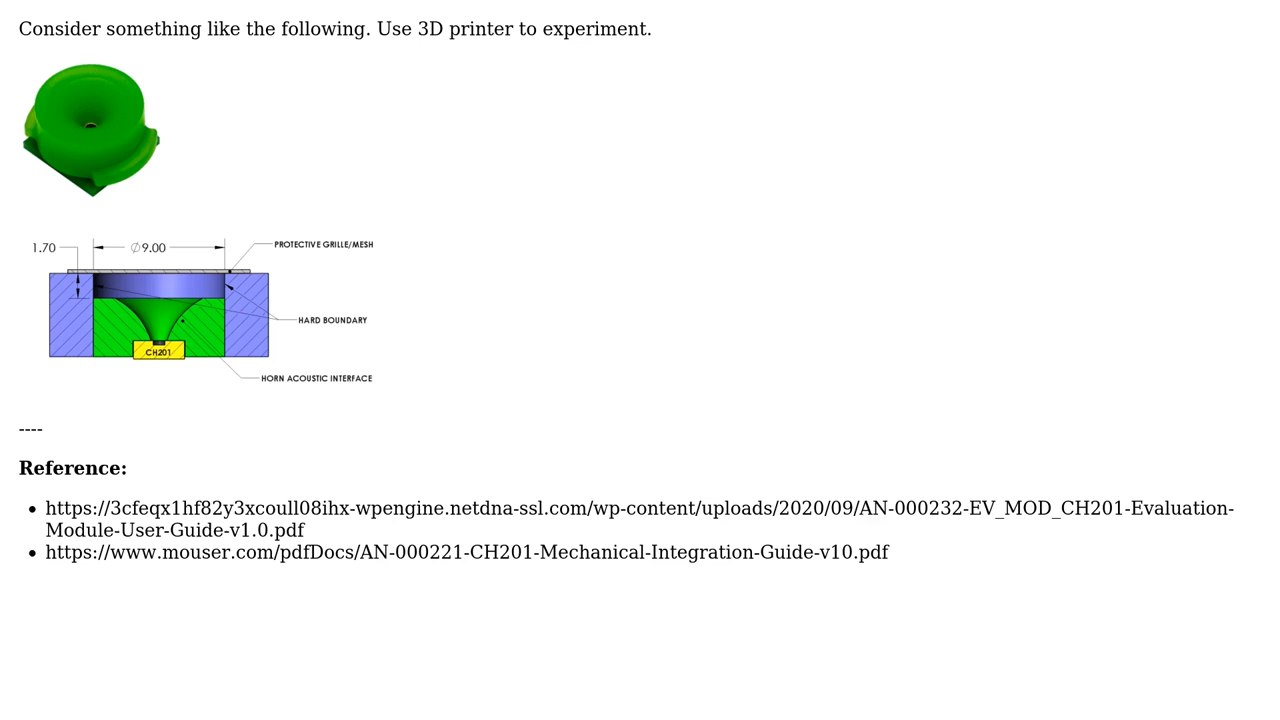 Consider something like the following. Use 3D printer to experiment.
1.70
∅9.00
PROTECTIVE GRILLE/MESH
HARD BOUNDARY
CH201
HORN ACOUSTIC INTERFACE
----
Reference:
• https://3cfeqx1hf82y3xcoull08ihx-wpengine.netdna-ssl.com/wp-content/uploads/2020/09/AN-000232-EV_MOD_CH201-Evaluation-
Module-User-Guide-v1.0.pdf
• https://www.mouser.com/pdfDocs/AN-000221-CH201-Mechanical-Integration-Guide-v10.pdf